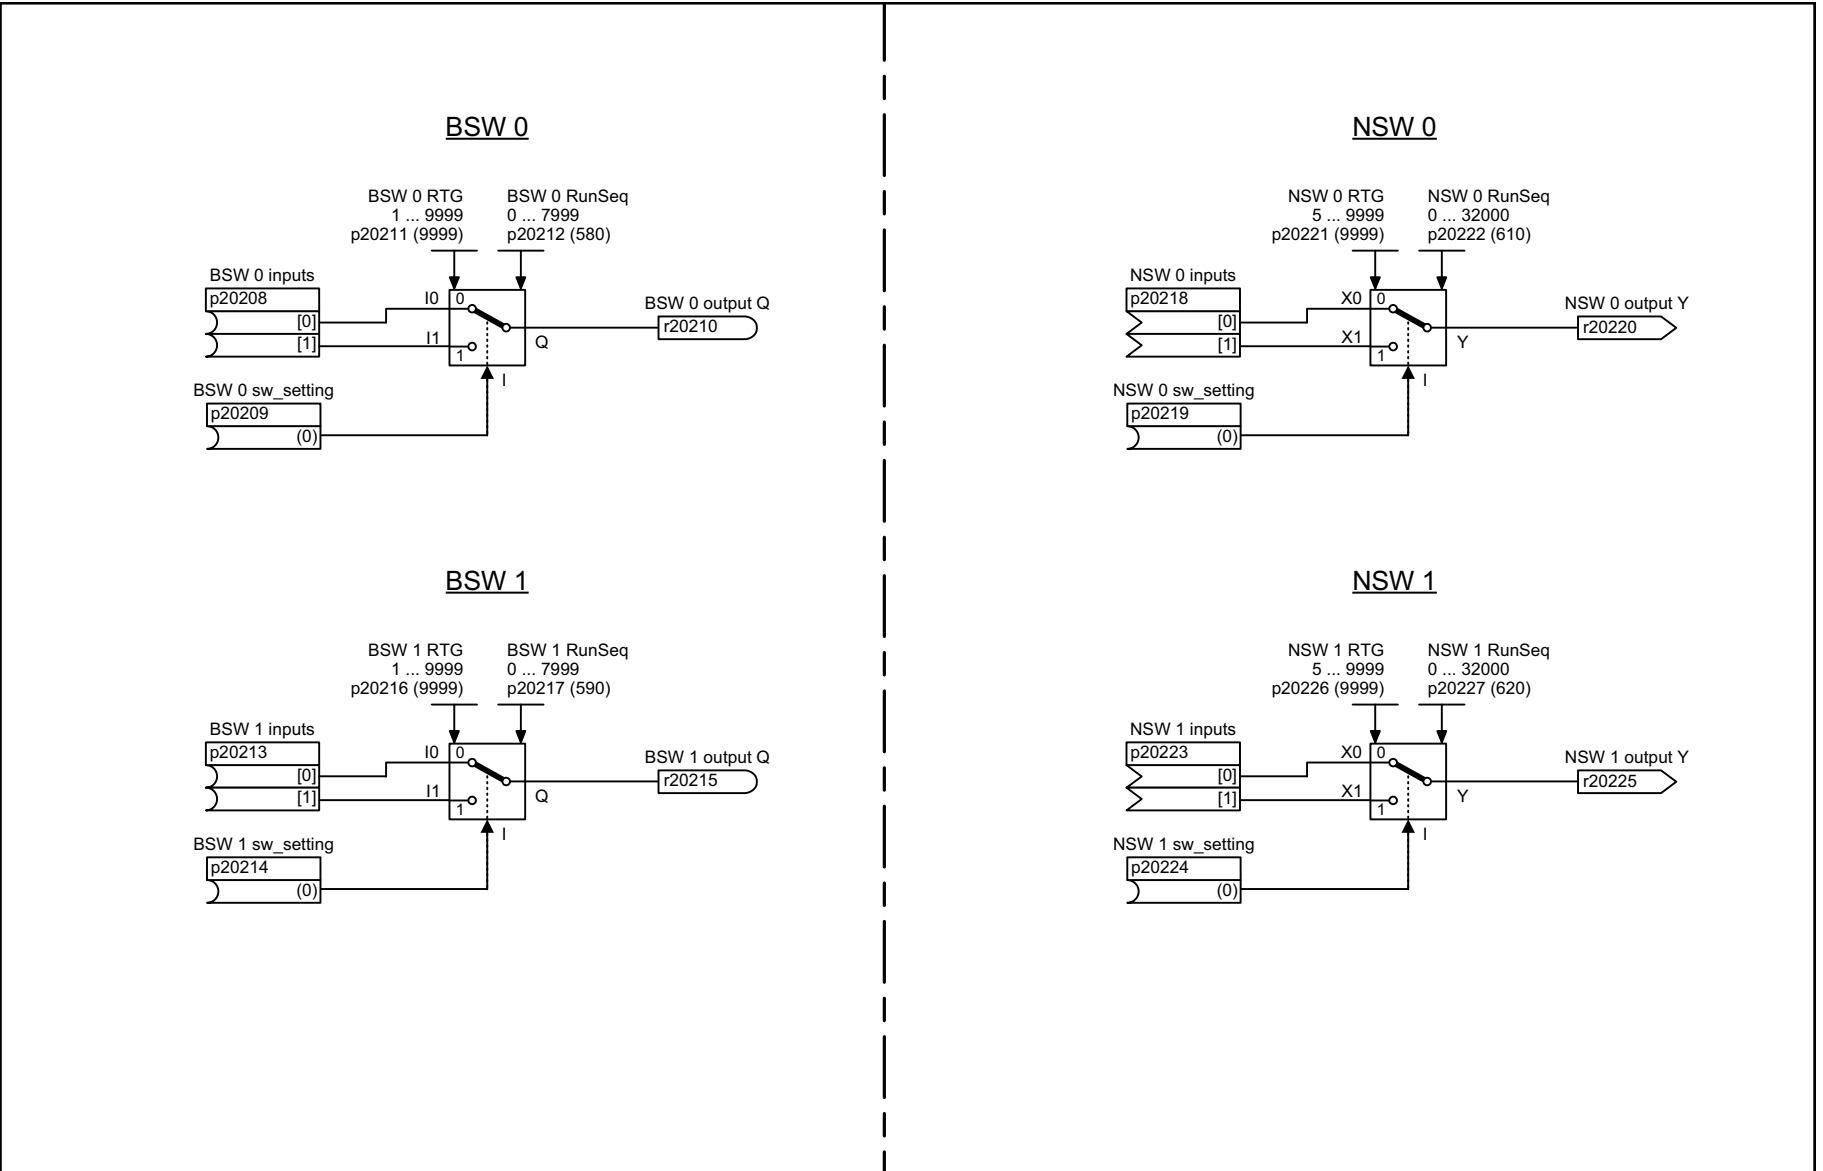 BSW 0
BSW 0 RTG
1 ... 9999
p20211 (9999)
BSW 0 RunSeq
0 ... 7999
p20212 (580)
BSW 0 inputs
p20208
[0]
[1]
I0
0
I1
1
Q
I
BSW 0 output Q
r20210
BSW 0 sw_setting
p20209
(0)
BSW 1
BSW 1 RTG
1 ... 9999
p20216 (9999)
BSW 1 RunSeq
0 ... 7999
p20217 (590)
BSW 1 inputs
p20213
[0]
[1]
I0
0
I1
1
Q
I
BSW 1 output Q
r20215
BSW 1 sw_setting
p20214
(0)
NSW 0
NSW 0 RTG
5 ... 9999
p20221 (9999)
NSW 0 RunSeq
0 ... 32000
p20222 (610)
NSW 0 inputs
p20218
[0]
[1]
X0
0
X1
1
Y
I
NSW 0 output Y
r20220
NSW 0 sw_setting
p20219
(0)
NSW 1
NSW 1 RTG
5 ... 9999
p20226 (9999)
NSW 1 RunSeq
0 ... 32000
p20227 (620)
NSW 1 inputs
p20223
[0]
[1]
X0
0
X1
1
Y
I
NSW 1 output Y
r20225
NSW 1 sw_setting
p20224
(0)